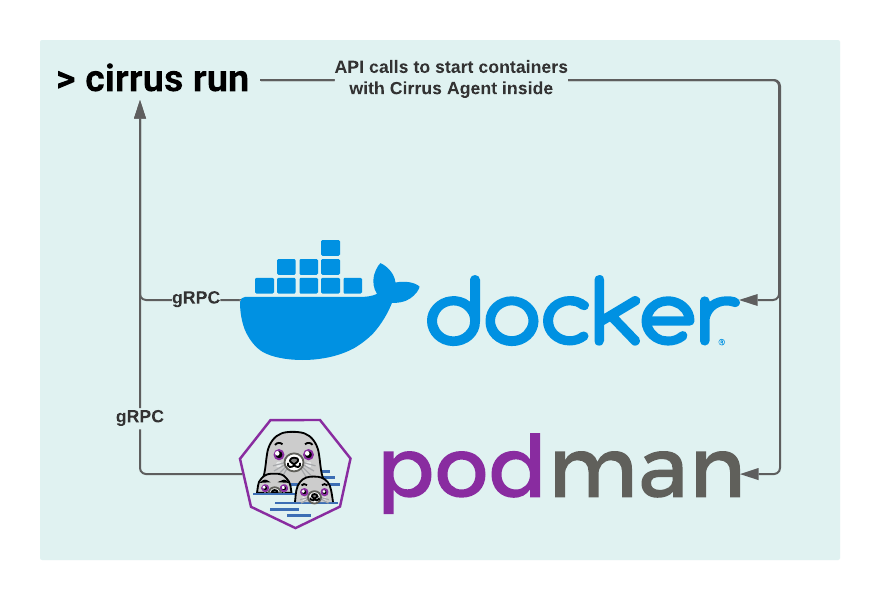 > cirrus run
API calls to start containers
with Cirrus Agent inside
gRPC
docker
®
gRPC
podman